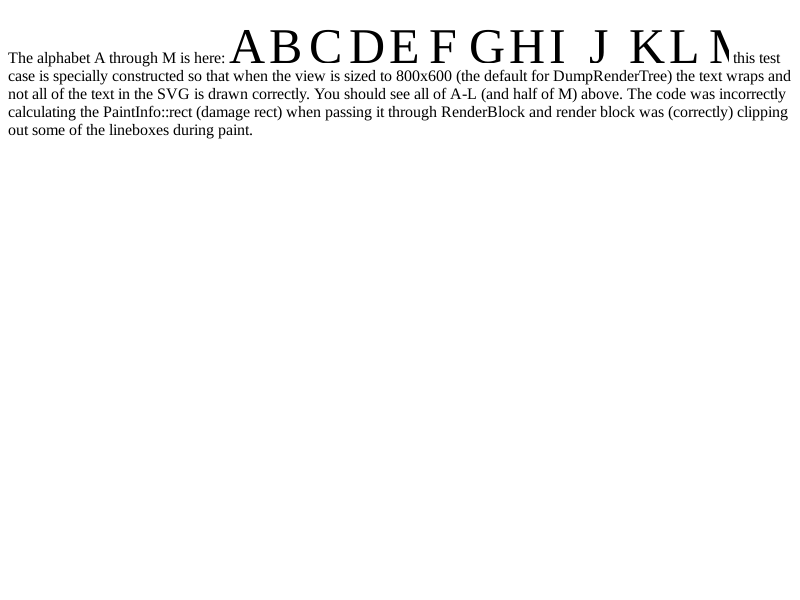 The alphabet A through M is here: A B C D E F G H I J K L M this test
case is specially constructed so that when the view is sized to 800x600 (the default for DumpRenderTree) the text wraps and
not all of the text in the SVG is drawn correctly. You should see all of A-L (and half of M) above. The code was incorrectly
calculating the PaintInfo::rect (damage rect) when passing it through RenderBlock and render block was (correctly) clipping
out some of the lineboxes during paint.